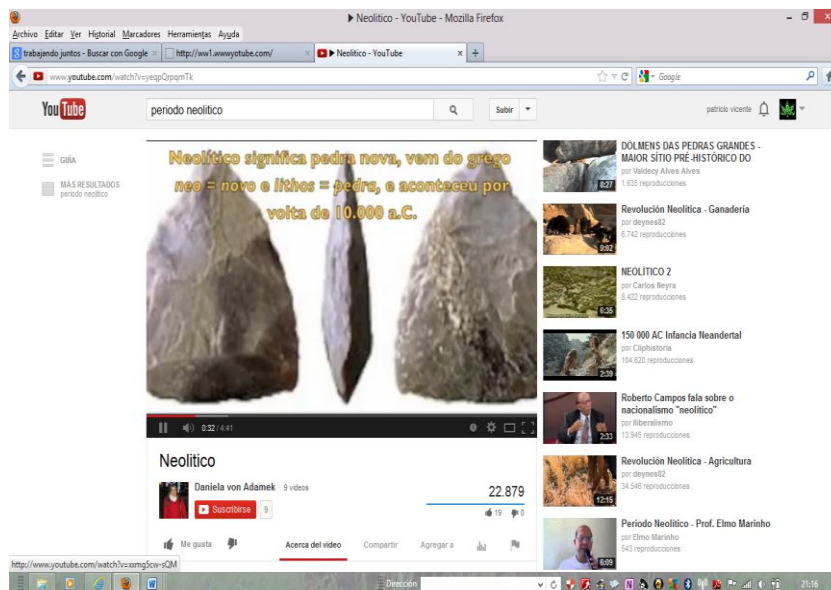 Neolitico - YouTube - Mozilla Firefox
Archivo Editar Ver Historial Marcadores Herramientas Ayuda
trabajando juntos - Buscar con Google
http://ww1.wwwyotube.com/
Neolitico - YouTube
www.youtube.com/watch?v=yeqpQrpqmTk
Google
You Tube
periodo neolitico
Subir
patricio vicente
GUÍA
MÁS RESULTADOS
periodo neolitico
Neolítico significa pedra nova, vem do grego
neo = novo e lithos = pedra, e aconteceu por
volta de 10.000 a.C.
0:32 / 4:41
Neolitico
Daniela von Adamek · 9 videos
Suscribirse 9
22.879
19 0
Me gusta
Acerca del video Compartir Agregar a
DÓLMENS DAS PEDRAS GRANDES -
MAIOR SÍTIO PRÉ-HISTÓRICO DO
por Valdecy Alves Alves
1.635 reproducciones
8:27
Revolución Neolítica - Ganadería
por deynes82
6.742 reproducciones
9:02
NEOLÍTICO 2
por Carlos Neyra
8.422 reproducciones
6:35
150 000 AC Infancia Neandertal
por Cliphistoria
104.620 reproducciones
2:39
Roberto Campos fala sobre o
nacionalismo "neolítico"
por lliberalismo
13.945 reproducciones
2:33
Revolución Neolítica - Agricultura
por deynes82
34.546 reproducciones
12:15
Período Neolítico - Prof. Elmo Marinho
por Elmo Marinho
543 reproducciones
6:09
http://www.youtube.com/watch?v=xxmg5cw-sQM
Dirección
21:16